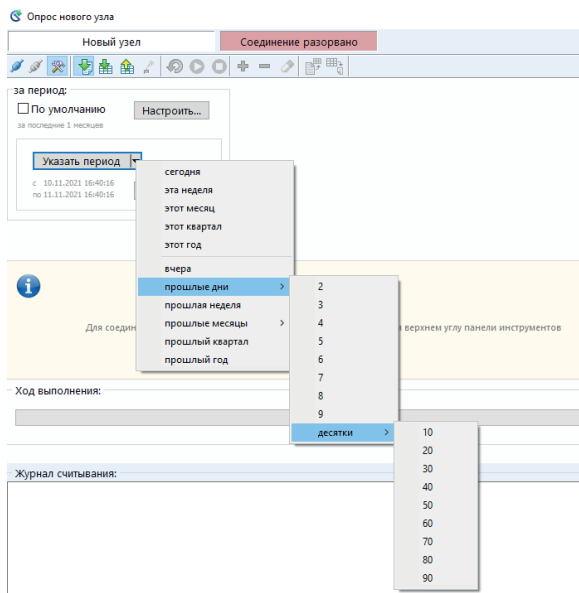 Опрос нового узла
Новый узел
Соединение разорвано
за период:
По умолчанию
Настроить...
за последние 1 месяцев
Указать период
с 10.11.2021 16:40:16
по 11.11.2021 16:40:16
сегодня
эта неделя
этот месяц
этот квартал
этот год
вчера
прошлые дни
прошлая неделя
прошлые месяцы
прошлый квартал
прошлый год
2
3
4
5
6
7
8
9
десятки
10
20
30
40
50
60
70
80
90
Для соедин
верхнем углу панели инструментов
Ход выполнения:
Журнал считывания: